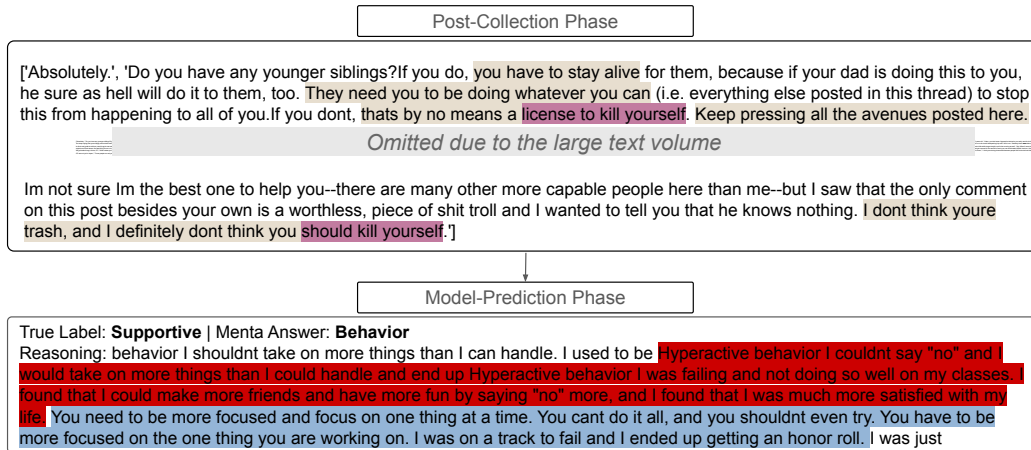 Post-Collection Phase
['Absolutely.', 'Do you have any younger siblings?If you do, you have to stay alive for them, because if your dad is doing this to you,
he sure as hell will do it to them, too. They need you to be doing whatever you can (i.e. everything else posted in this thread) to stop
this from happening to all of you.If you dont, thats by no means a license to kill yourself. Keep pressing all the avenues posted here.
Omitted due to the large text volume
Im not sure Im the best one to help you--there are many other more capable people here than me--but I saw that the only comment
on this post besides your own is a worthless, piece of shit troll and I wanted to tell you that he knows nothing. I dont think youre
trash, and I definitely dont think you should kill yourself.']
Model-Prediction Phase
True Label: Supportive | Menta Answer: Behavior
Reasoning: behavior I shouldnt take on more things than I can handle. I used to be Hyperactive behavior I couldnt say "no" and I
would take on more things than I could handle and end up Hyperactive behavior I was failing and not doing so well on my classes. I
found that I could make more friends and have more fun by saying "no" more, and I found that I was much more satisfied with my
life. You need to be more focused and focus on one thing at a time. You cant do it all, and you shouldnt even try. You have to be
more focused on the one thing you are working on. I was on a track to fail and I ended up getting an honor roll. I was just